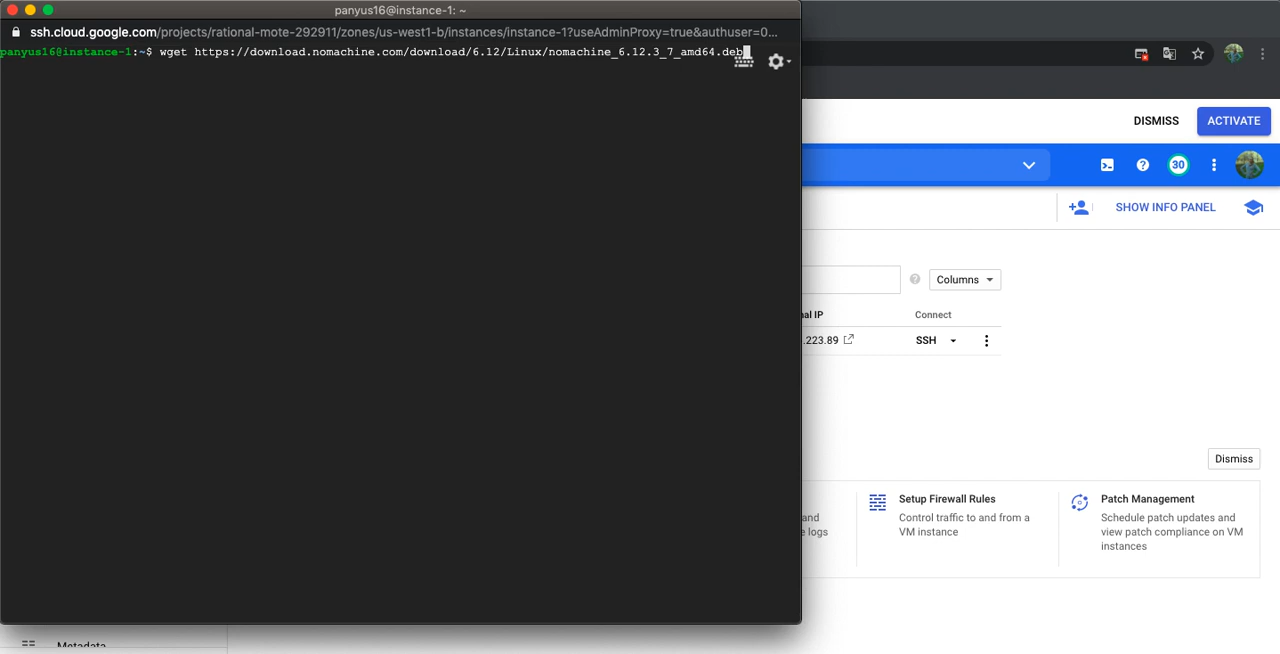 panyus16@instance-1: ~
ssh.cloud.google.com/projects/rational-mote-292911/zones/us-west1-b/instances/instance-1?useAdminProxy=true&authuser=0...
panyus16@instance-1:~$ wget https://download.nomachine.com/download/6.12/Linux/nomachine_6.12.3_7_amd64.deb
DISMISS
ACTIVATE
30
SHOW INFO PANEL
Columns
nal IP
Connect
.223.89
SSH
Dismiss
Setup Firewall Rules
Control traffic to and from a
VM instance
Patch Management
Schedule patch updates and
view patch compliance on VM
instances
and
e logs
Metadata